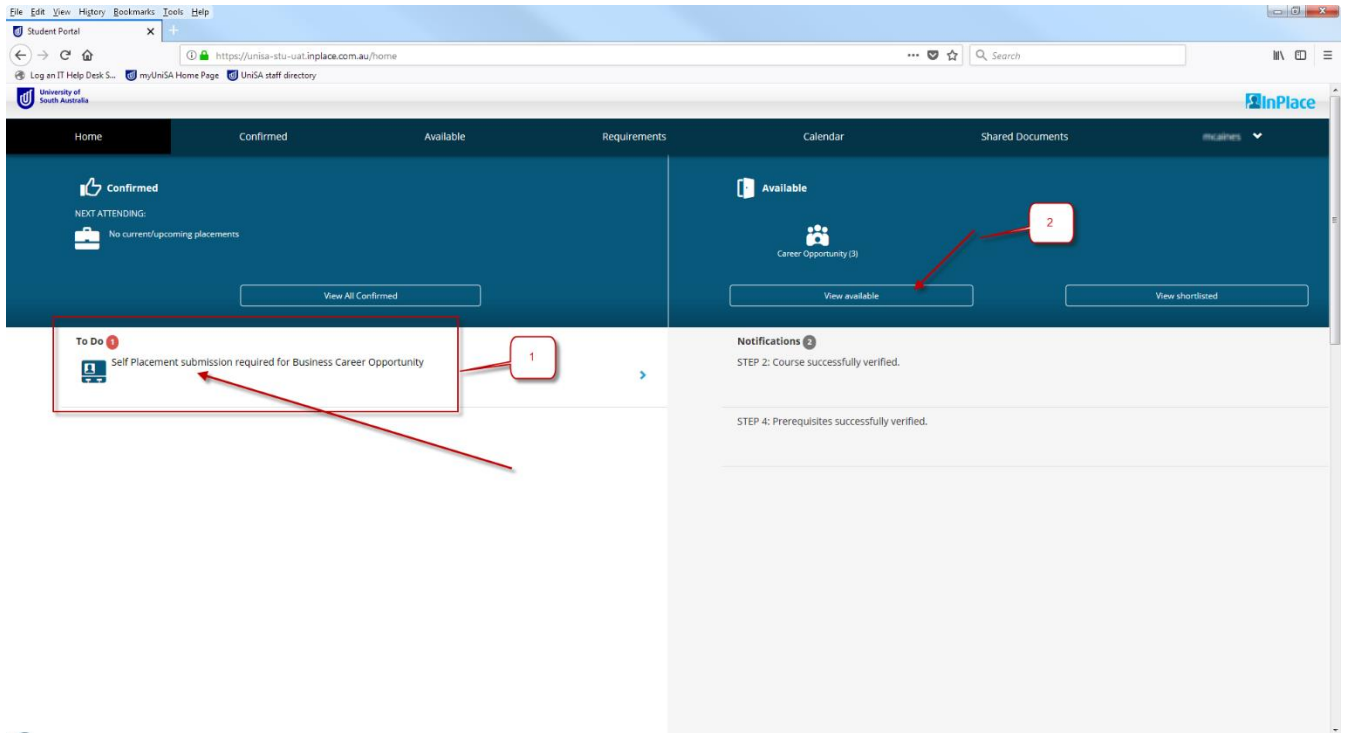 File Edit View History Bookmarks Tools Help
Student Portal
https://unisa-stu-uat.inplace.com.au/home
Search
Log an IT Help Desk S... myUniSA Home Page UniSA staff directory
University of
South Australia
InPlace
Home Confirmed Available Requirements Calendar Shared Documents mcaines
Confirmed
NEXT ATTENDING:
No current/upcoming placements
View All Confirmed
Available
2
Career Opportunity (3)
View available
View shortlisted
To Do 1
Self Placement submission required for Business Career Opportunity
1
Notifications 2
STEP 2: Course successfully verified.
STEP 4: Prerequisites successfully verified.